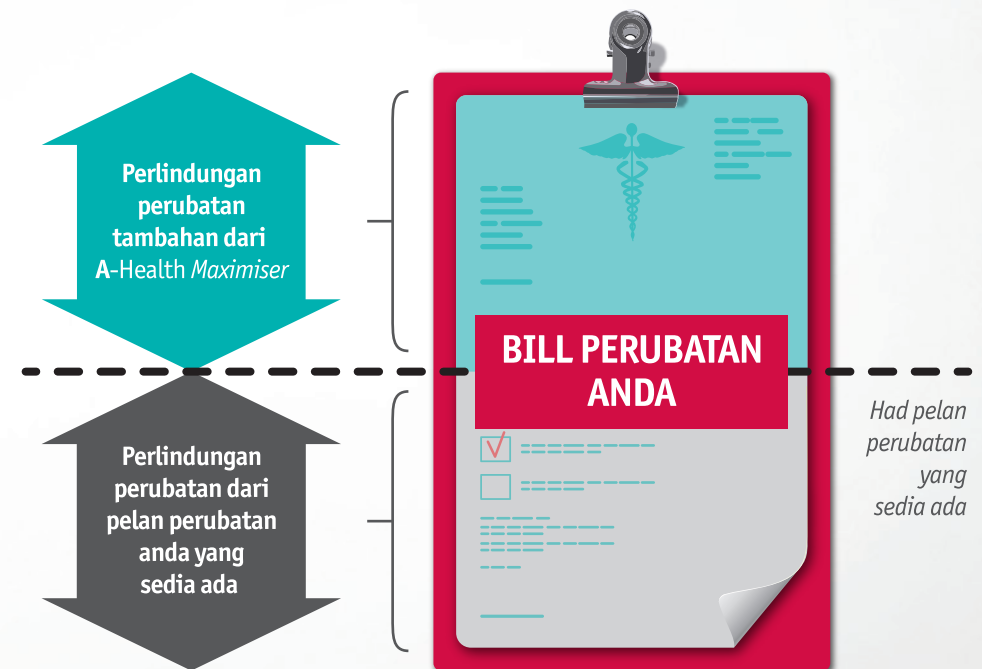 Perlindungan
perubatan
tambahan dari
A-Health Maximiser
BILL PERUBATAN
ANDA
Had pelan
perubatan
yang
sedia ada
Perlindungan
perubatan dari
pelan perubatan
anda yang
sedia ada